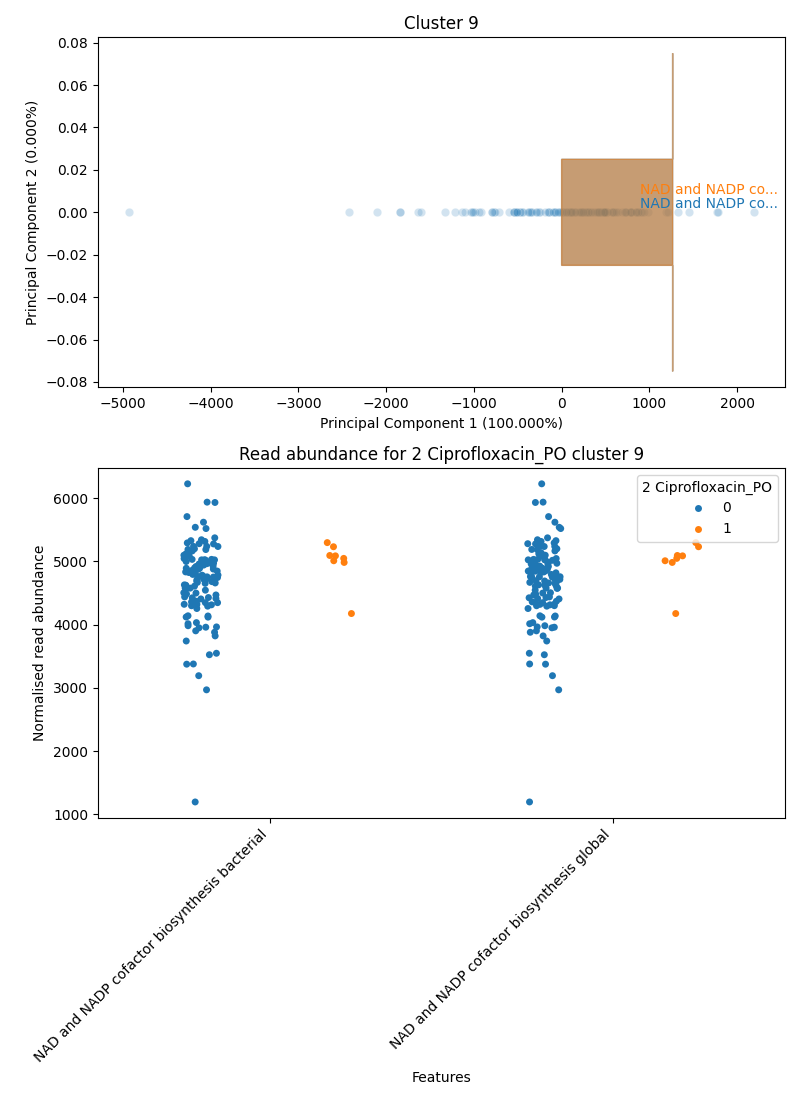 Cluster 9
0.08
0.06
0.04
0.02
0.00
−0.02
−0.04
−0.06
−0.08
Principal Component 2 (0.000%)
NAD and NADP co...
NAD and NADP co...
−5000 −4000 −3000 −2000 −1000 0 1000 2000
Principal Component 1 (100.000%)
Read abundance for 2 Ciprofloxacin_PO cluster 9
2 Ciprofloxacin_PO
0
1
6000
5000
4000
3000
2000
1000
Normalised read abundance
NAD and NADP cofactor biosynthesis bacterial
NAD and NADP cofactor biosynthesis global
Features